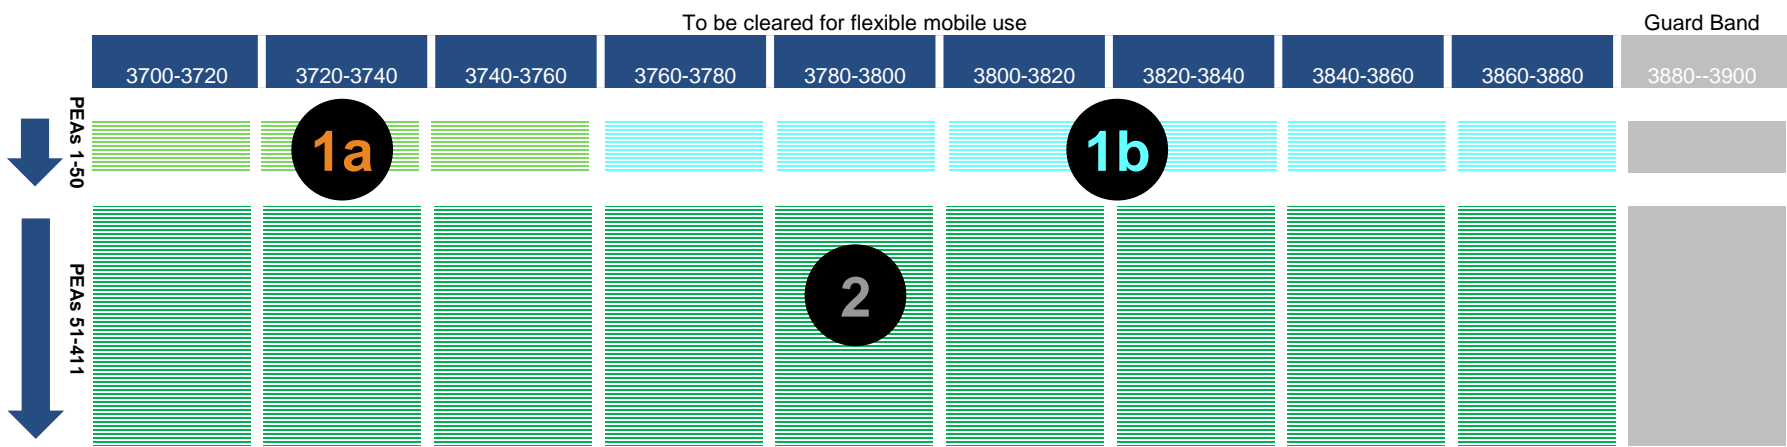 To be cleared for flexible mobile use
Guard Band
3700-3720
3720-3740
3740-3760
3760-3780
3780-3800
3800-3820
3820-3840
3840-3860
3860-3880
3880--3900
PEAs 1-50
1a
1b
PEAs 51-411
2